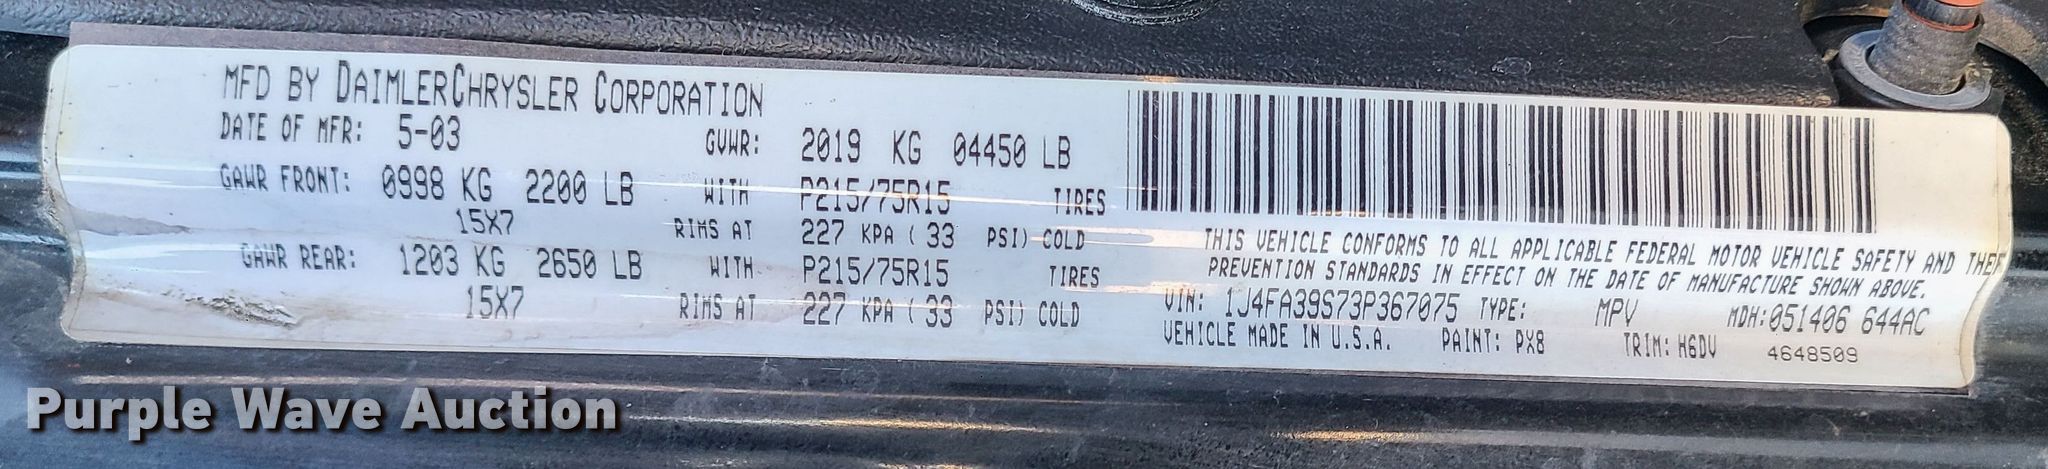 MFD BY DAIMLERCHRYSLER CORPORATION
DATE OF MFR: 5-03 GVWR: 2019 KG 04450 LB
GAWR FRONT: 0998 KG 2200 LB WITH P215/75R15 TIRES
15X7 RIMS AT 227 KPA ( 33 PSI) COLD
GAWR REAR: 1203 KG 2650 LB WITH P215/75R15 TIRES
15X7 RIMS AT 227 KPA ( 33 PSI) COLD
THIS VEHICLE CONFORMS TO ALL APPLICABLE FEDERAL MOTOR VEHICLE SAFETY AND THEF
PREVENTION STANDARDS IN EFFECT ON THE DATE OF MANUFACTURE SHOWN ABOVE.
VIN: 1J4FA39S73P367075 TYPE: MPV MDH:051406 644AC
VEHICLE MADE IN U.S.A. PAINT: PX8 TRIM: H6DV 4648509
Purple Wave Auction